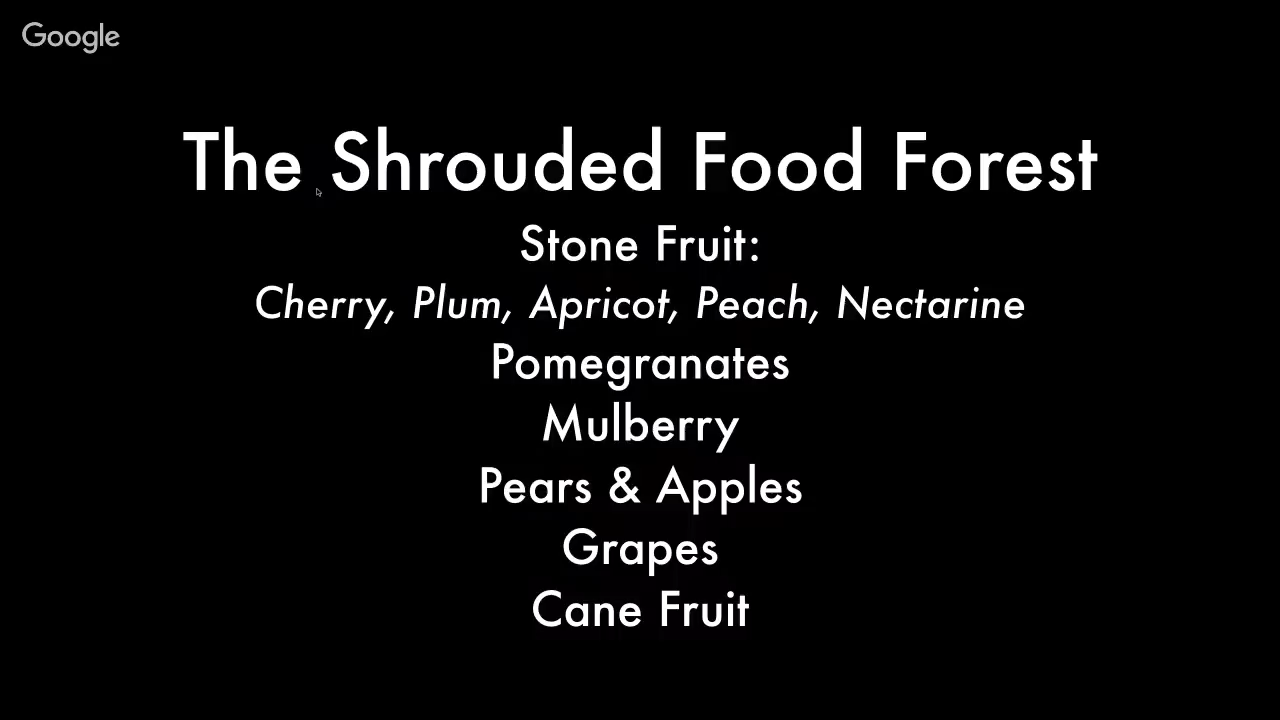 Google
The Shrouded Food Forest
Stone Fruit:
Cherry, Plum, Apricot, Peach, Nectarine
Pomegranates
Mulberry
Pears & Apples
Grapes
Cane Fruit